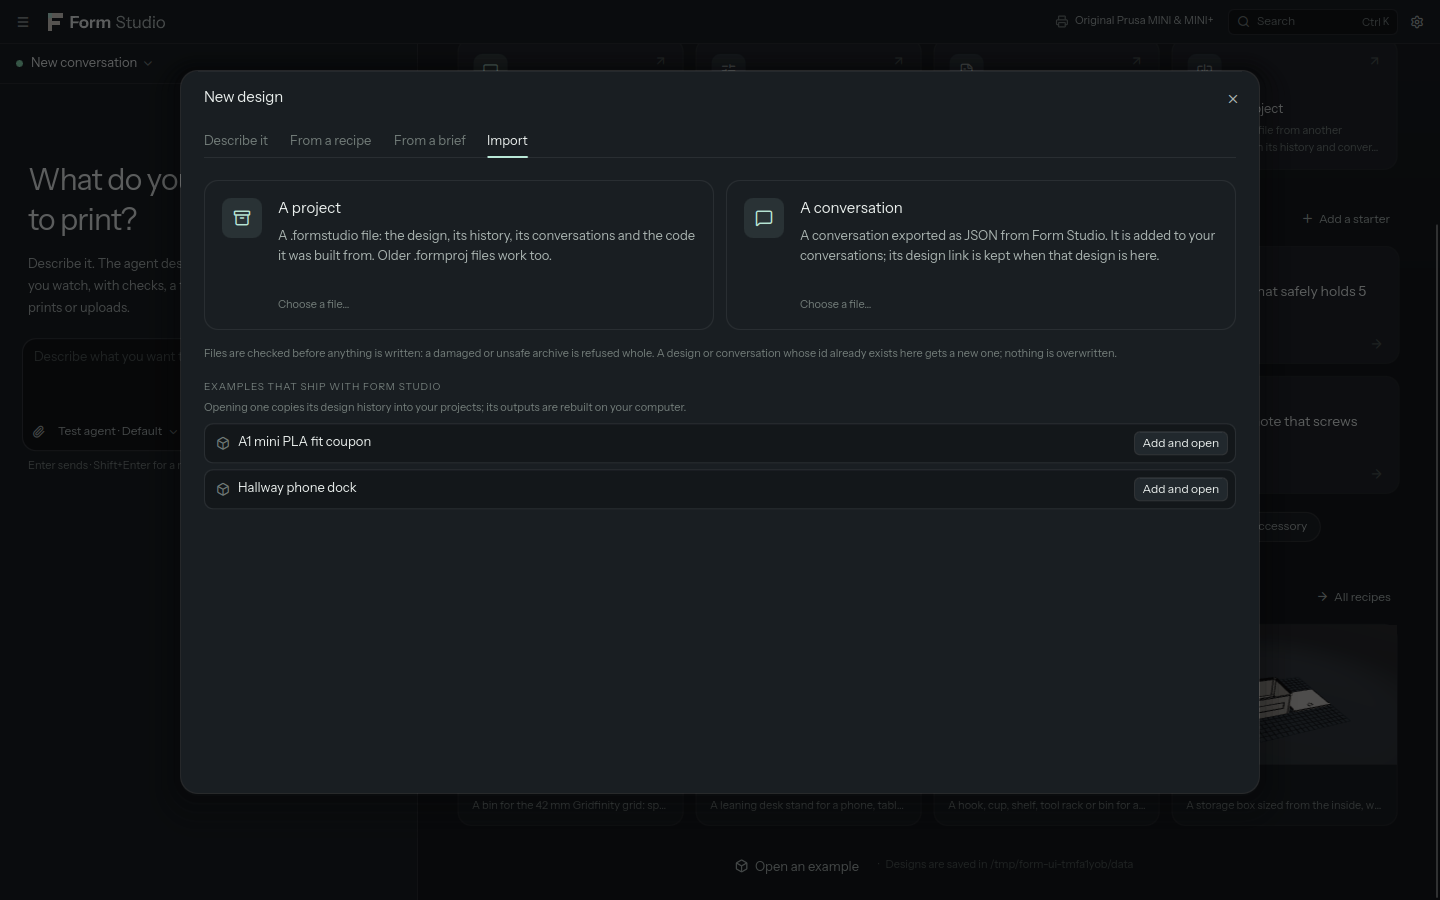 Form Studio
Original Prusa MINI & MINI+
Search
Ctrl K
New conversation
What do you
to print?
Describe it. The agent des
you watch, with checks, a
prints or uploads.
Describe what you want
Test agent · Default
Enter sends · Shift+Enter for a
New design
Describe it
From a recipe
From a brief
Import
A project
A .formstudio file: the design, its history, its conversations and the code
it was built from. Older .formproj files work too.
Choose a file...
A conversation
A conversation exported as JSON from Form Studio. It is added to your
conversations; its design link is kept when that design is here.
Choose a file...
Files are checked before anything is written: a damaged or unsafe archive is refused whole. A design or conversation whose id already exists here gets a new one; nothing is overwritten.
EXAMPLES THAT SHIP WITH FORM STUDIO
Opening one copies its design history into your projects; its outputs are rebuilt on your computer.
A1 mini PLA fit coupon
Add and open
Hallway phone dock
Add and open
oject
file from another
its history and conver...
Add a starter
hat safely holds 5
ote that screws
ccessory
All recipes
A bin for the 42 mm Gridfinity grid: sp...
A leaning desk stand for a phone, tabl...
A hook, cup, shelf, tool rack or bin for a...
A storage box sized from the inside, w...
Open an example
Designs are saved in /tmp/form-ui-tmfa1yob/data